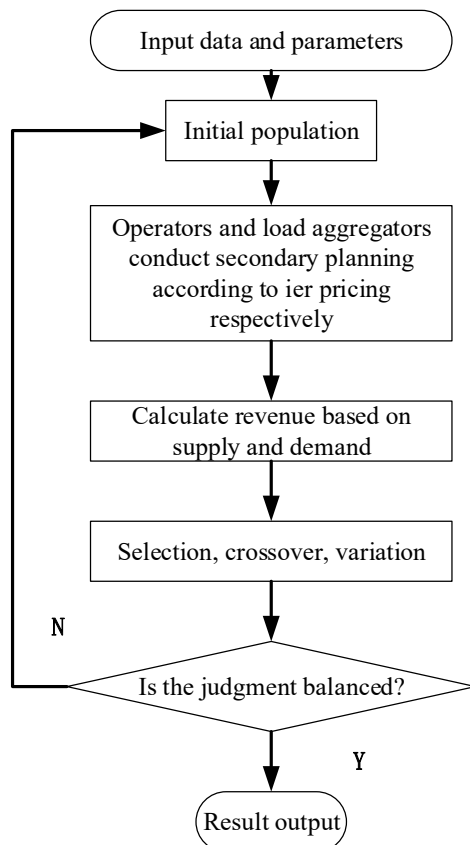 Input data and parameters
Initial population
Operators and load aggregators
conduct secondary planning
according to ier pricing
respectively
Calculate revenue based on
supply and demand
Selection, crossover, variation
N
Is the judgment balanced?
Y
Result output